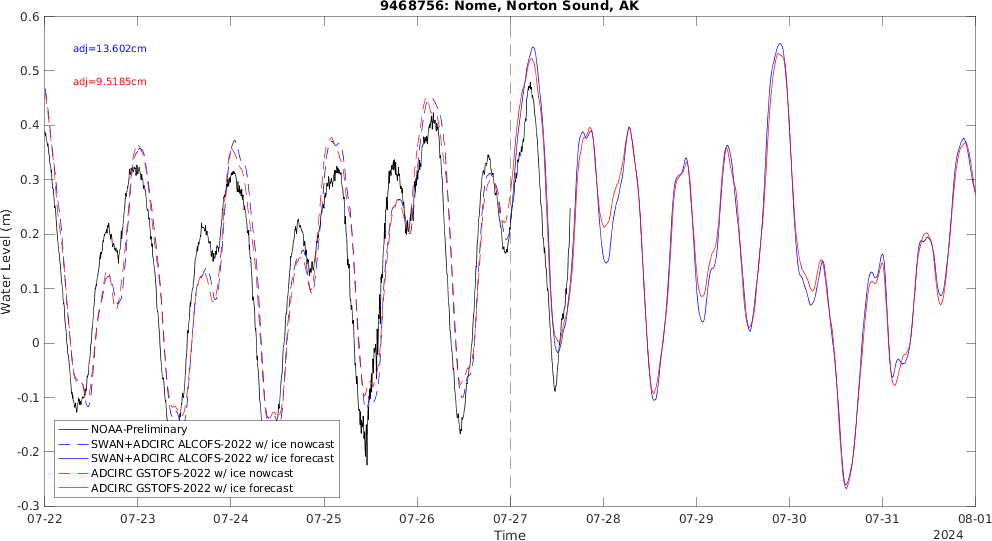 9468756: Nome, Norton Sound, AK
adj=13.602cm
adj=9.5185cm
0.6
0.5
0.4
0.3
0.2
0.1
0
-0.1
-0.2
-0.3
Water Level (m)
NOAA-Preliminary
SWAN+ADCIRC ALCOFS-2022 w/ ice nowcast
SWAN+ADCIRC ALCOFS-2022 w/ ice forecast
ADCIRC GSTOFS-2022 w/ ice nowcast
ADCIRC GSTOFS-2022 w/ ice forecast
07-22 07-23 07-24 07-25 07-26 07-27 07-28 07-29 07-30 07-31 08-01
Time
2024